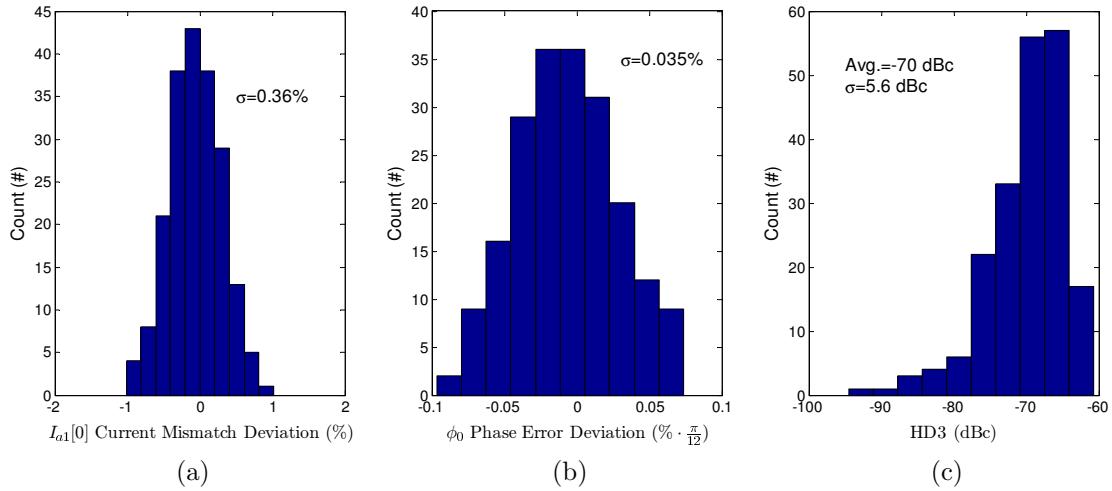 45
40
35
30
25
20
15
10
5
0
Count (#)
σ=0.36%
-2 -1 0 1 2
I_{a1}[0] Current Mismatch Deviation (%)
(a)
40
35
30
25
20
15
10
5
0
Count (#)
σ=0.035%
-0.1 -0.05 0 0.05 0.1
ϕ_0 Phase Error Deviation (% · π/12)
(b)
60
50
40
30
20
10
0
Count (#)
Avg.=-70 dBc
σ=5.6 dBc
-100 -90 -80 -70 -60
HD3 (dBc)
(c)